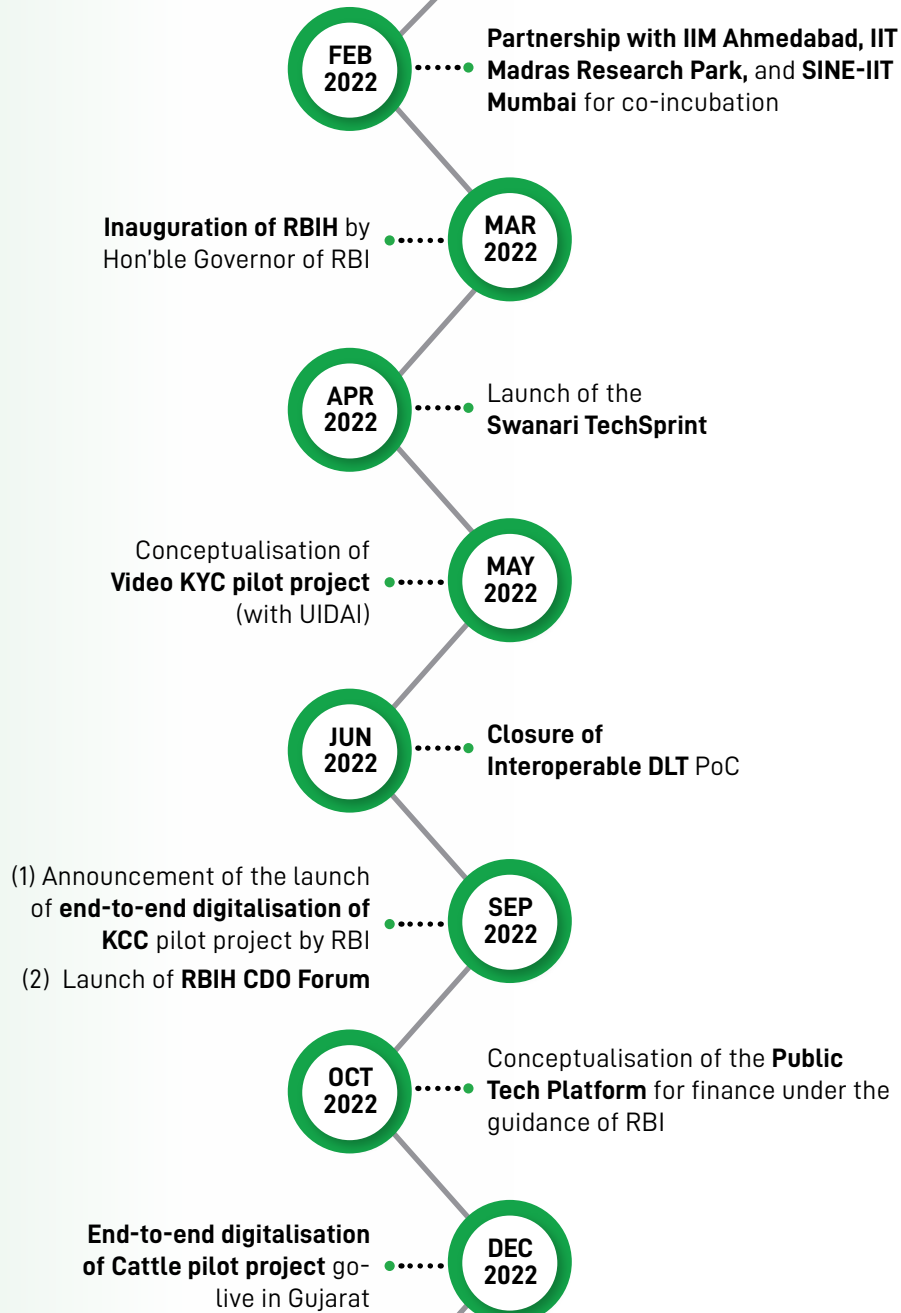 FEB
2022
Partnership with IIM Ahmedabad, IIT
Madras Research Park, and SINE-IIT
Mumbai for co-incubation
Inauguration of RBIH by
Hon'ble Governor of RBI
MAR
2022
APR
2022
Launch of the
Swanari TechSprint
Conceptualisation of
Video KYC pilot project
(with UIDAI)
MAY
2022
JUN
2022
Closure of
Interoperable DLT PoC
(1) Announcement of the launch
of end-to-end digitalisation of
KCC pilot project by RBI
(2) Launch of RBIH CDO Forum
SEP
2022
OCT
2022
Conceptualisation of the Public
Tech Platform for finance under the
guidance of RBI
End-to-end digitalisation
of Cattle pilot project go-
live in Gujarat
DEC
2022